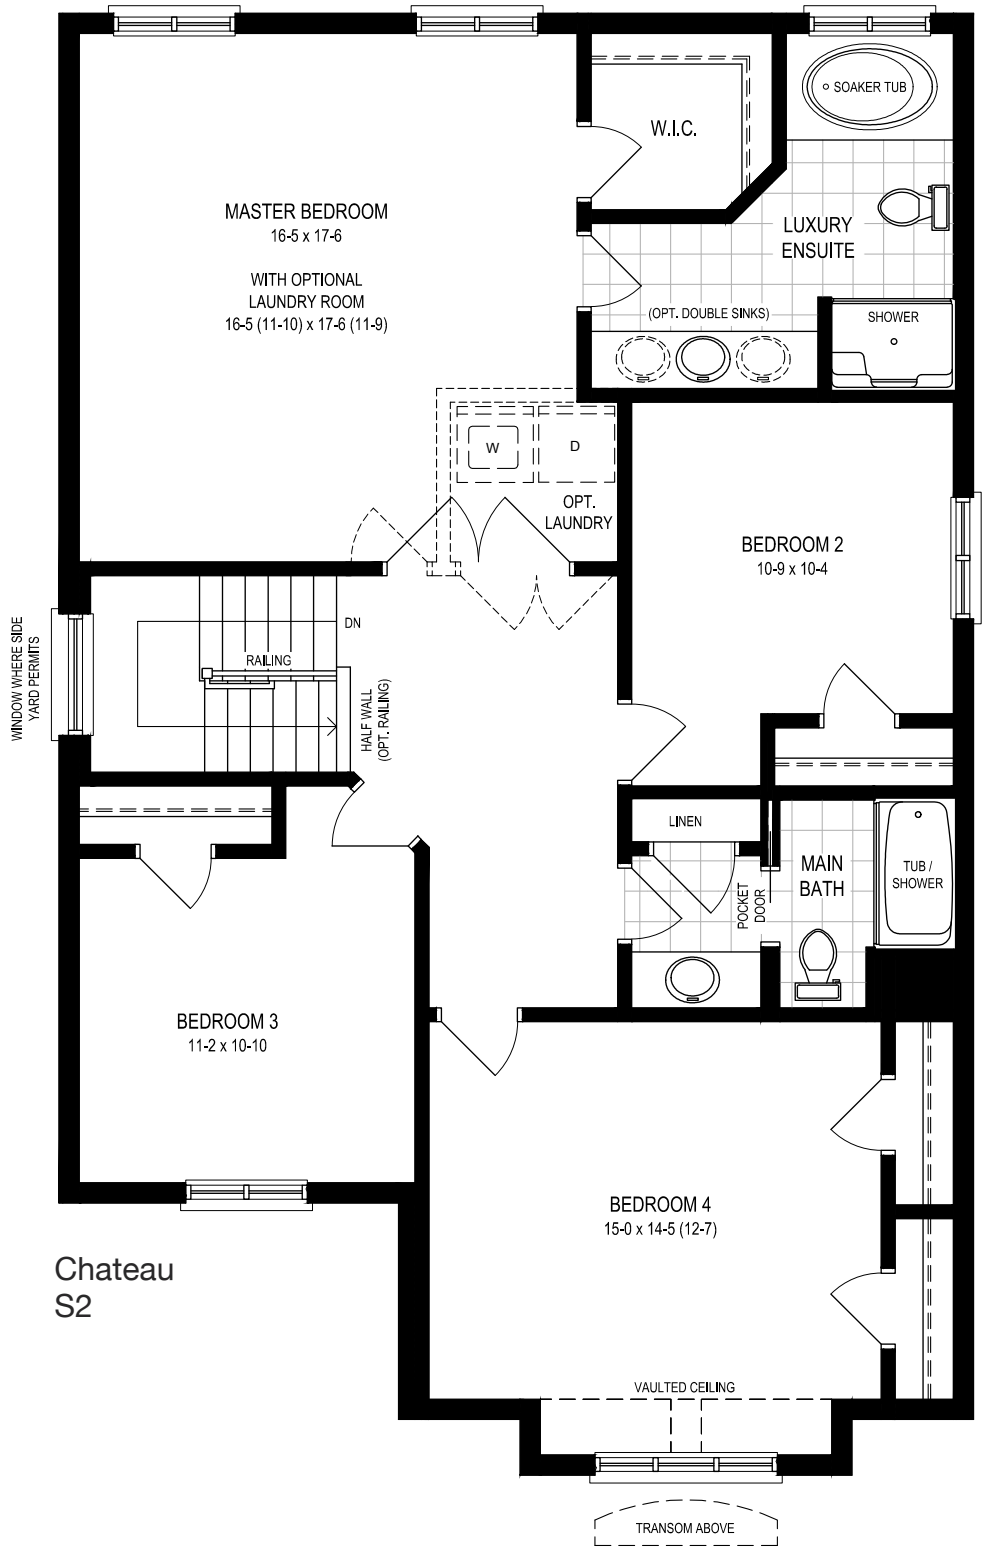 SOAKER TUB
W.I.C.
MASTER BEDROOM
16-5 x 17-6
WITH OPTIONAL
LAUNDRY ROOM
16-5 (11-10) x 17-6 (11-9)
LUXURY
ENSUITE
(OPT. DOUBLE SINKS)
SHOWER
W
D
OPT.
LAUNDRY
BEDROOM 2
10-9 x 10-4
WINDOW WHERE SIDE
YARD PERMITS
DN
RAILING
HALF WALL
(OPT. RAILING)
LINEN
MAIN
BATH
TUB /
SHOWER
POCKET
DOOR
BEDROOM 3
11-2 x 10-10
BEDROOM 4
15-0 x 14-5 (12-7)
Chateau
S2
VAULTED CEILING
TRANSOM ABOVE